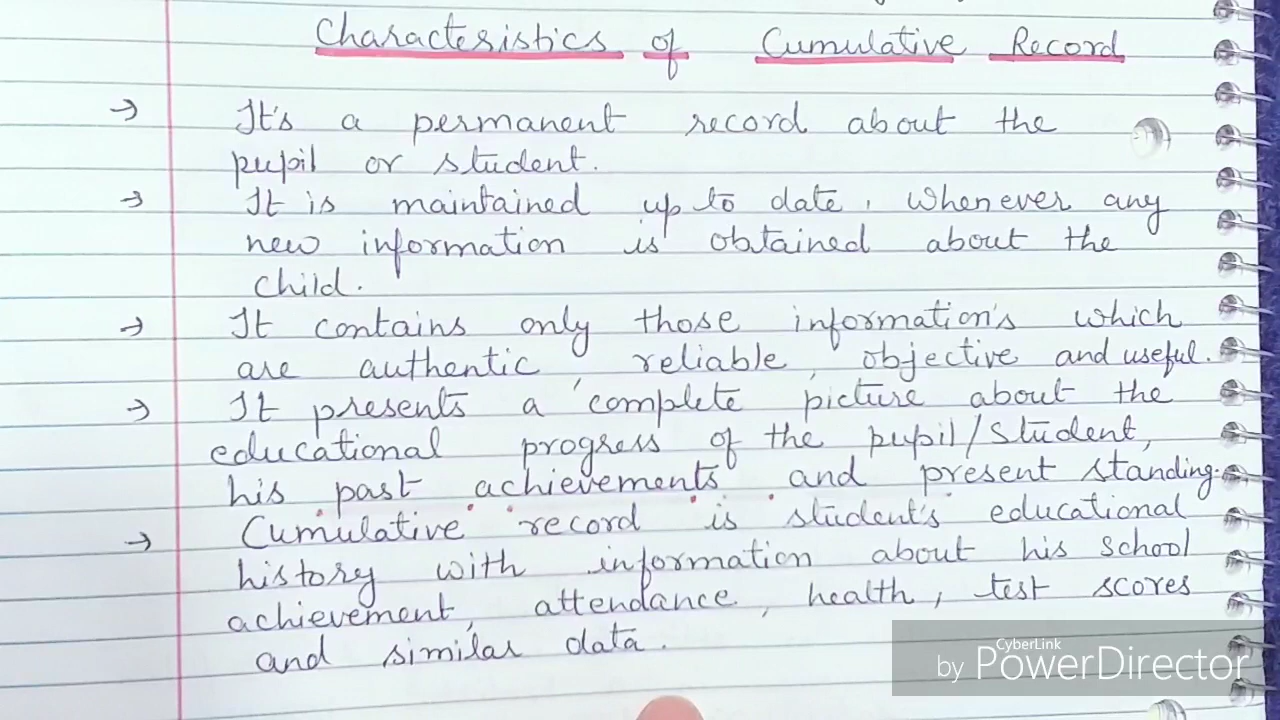 Characteristics of Cumulative Record
→ It's a permanent record about the
pupil or student.
→ It is maintained up to date, whenever any
new information is obtained about the
child.
→ It contains only those information's which
are authentic, reliable, objective and useful.
→ It presents a complete picture about the
educational progress of the pupil/student,
his past achievements and present standing.
→ Cumulative record is student's educational
history with information about his school
achievement, attendance, health, test scores
and similar data.
CyberLink
by PowerDirector